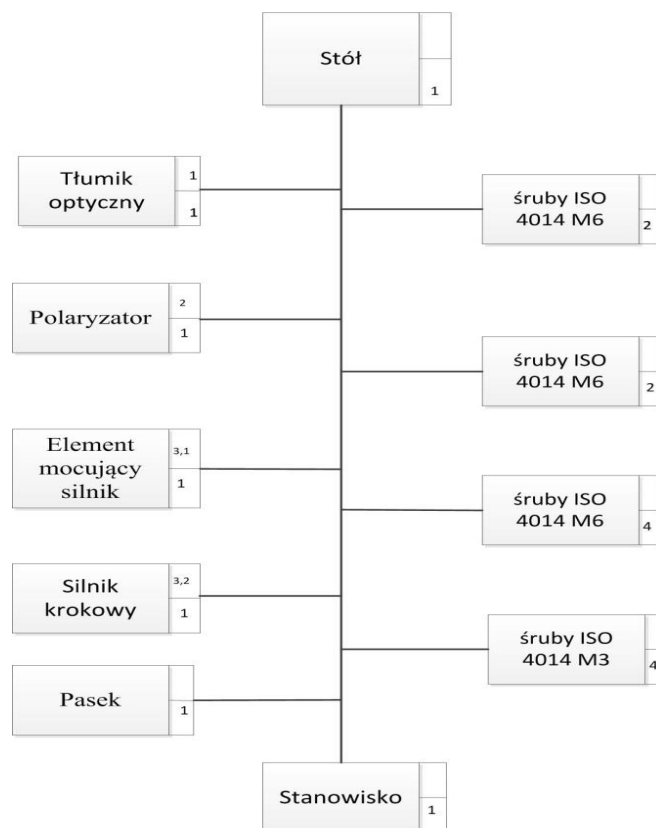 Stół
1
Tłumik
optyczny
1
1
śruby ISO
4014 M6
2
Polaryzator
2
1
śruby ISO
4014 M6
2
Element
mocujący
silnik
3,1
1
śruby ISO
4014 M6
4
Silnik
krokowy
3,2
1
śruby ISO
4014 M3
4
Pasek
1
Stanowisko
1